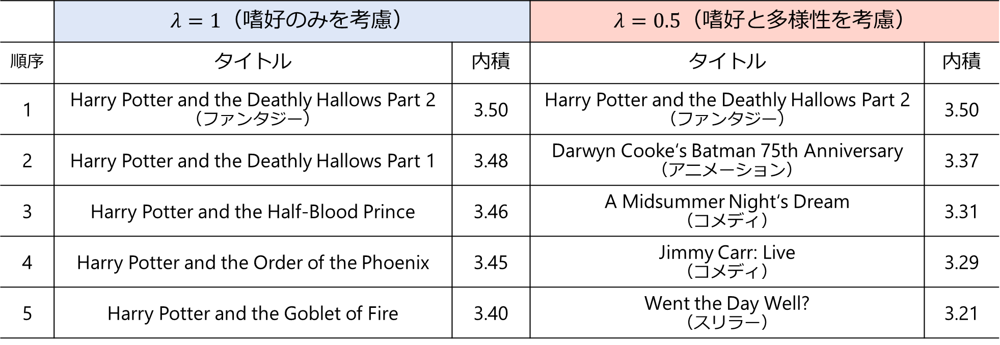 λ = 1（嗜好のみを考慮） λ = 0.5（嗜好と多様性を考慮）
順序 タイトル 内積 タイトル 内積
1 Harry Potter and the Deathly Hallows Part 2 3.50 Harry Potter and the Deathly Hallows Part 2 3.50
（ファンタジー） （ファンタジー）
2 Harry Potter and the Deathly Hallows Part 1 3.48 Darwyn Cooke‘s Batman 75th Anniversary 3.37
（アニメーション）
3 Harry Potter and the Half-Blood Prince 3.46 A Midsummer Night‘s Dream 3.31
（コメディ）
4 Harry Potter and the Order of the Phoenix 3.45 Jimmy Carr: Live 3.29
（コメディ）
5 Harry Potter and the Goblet of Fire 3.40 Went the Day Well? 3.21
（スリラー）